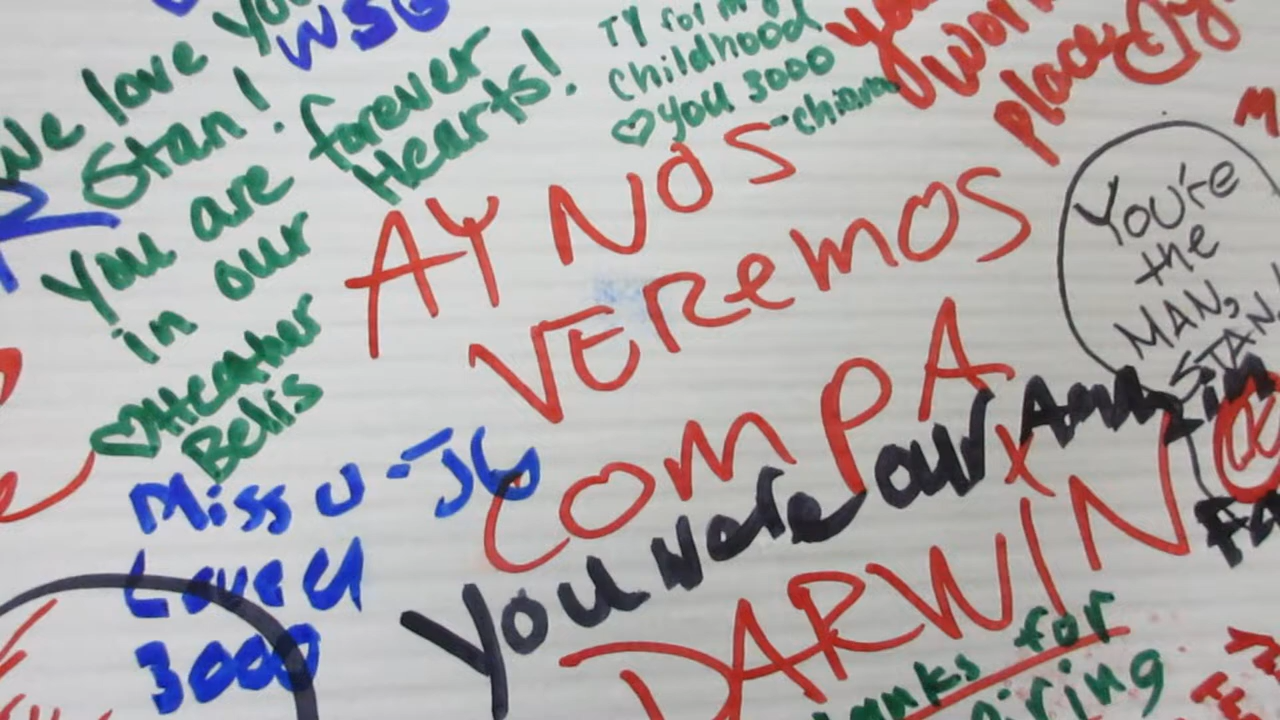 We love you
Stan!
You are forever
in our Hearts!
♡Heather
Belis
WSG
TY for my
childhood
♡ you 3000
-chiara
work
place
AY NOS
VEREMOS
COMPA
X
DARWIN
You're
the
MAN,
STAN
Miss U -JG
Love U
3000
You were our
for